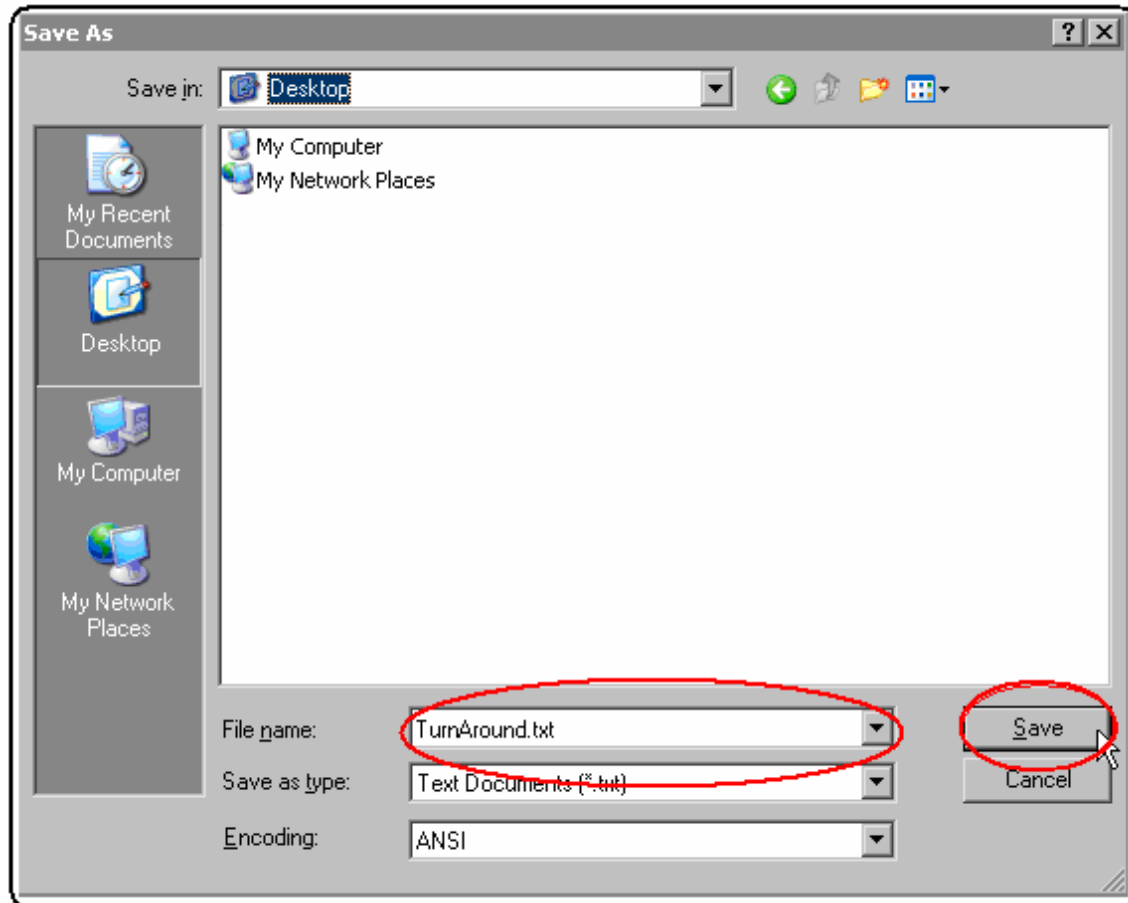 Save As
Save in:
Desktop
My Computer
My Network Places
My Recent
Documents
Desktop
My Computer
My Network
Places
File name:
TurnAround.txt
Save
Save as type:
Text Documents (*.txt)
Cancel
Encoding:
ANSI